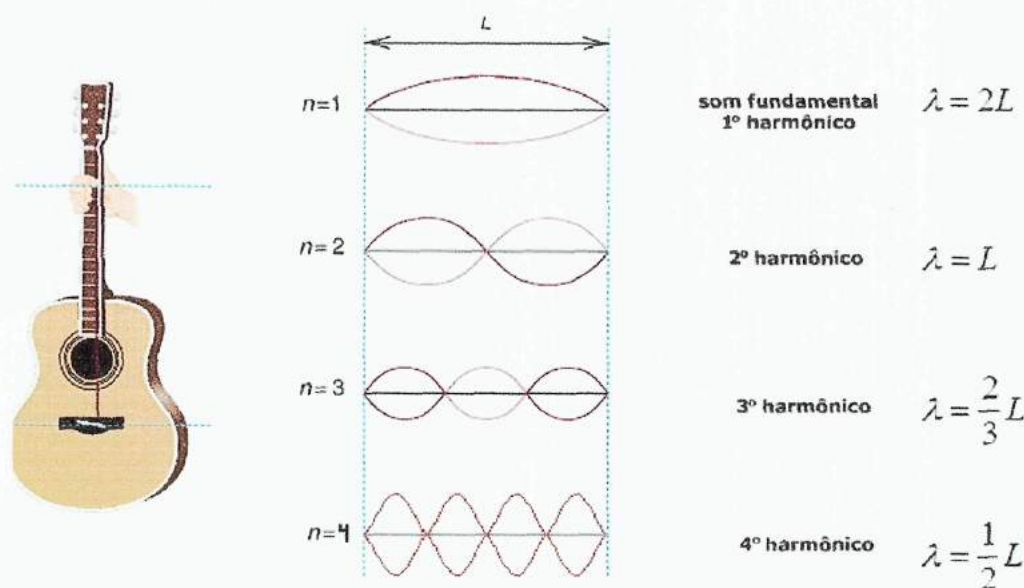 L
n=1
som fundamental
1º harmônico
λ = 2L
n=2
2º harmônico
λ = L
n=3
3º harmônico
λ = 2/3 L
n=4
4º harmônico
λ = 1/2 L